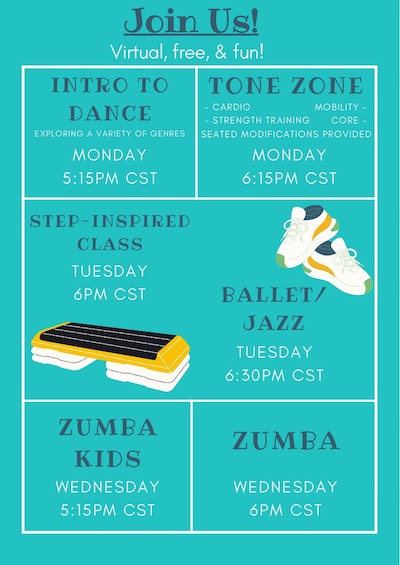 Join Us!
Virtual, free, & fun!
INTRO TO
DANCE
EXPLORING A VARIETY OF GENRES
MONDAY
5:15PM CST
TONE ZONE
- CARDIO MOBILITY -
- STRENGTH TRAINING CORE -
SEATED MODIFICATIONS PROVIDED
MONDAY
6:15PM CST
STEP-INSPIRED
CLASS
TUESDAY
6PM CST
BALLET/
JAZZ
TUESDAY
6:30PM CST
ZUMBA
KIDS
WEDNESDAY
5:15PM CST
ZUMBA
WEDNESDAY
6PM CST